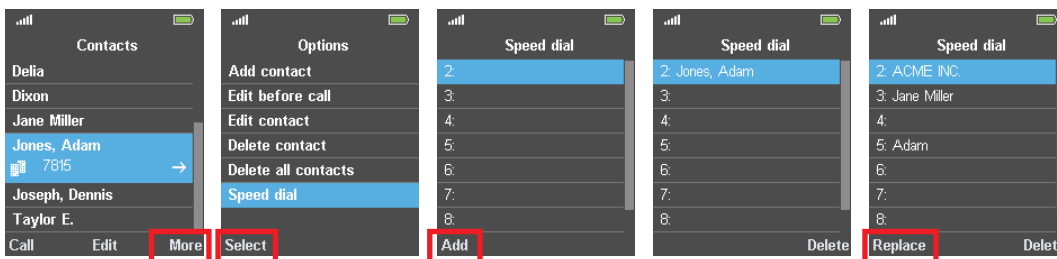 Contacts
Delia
Dixon
Jane Miller
Jones, Adam
7815
Joseph, Dennis
Taylor E.
Call Edit More
Options
Add contact
Edit before call
Edit contact
Delete contact
Delete all contacts
Speed dial
Select
Speed dial
2:
3:
4:
5:
6:
7:
8:
Add
Speed dial
2: Jones, Adam
3:
4:
5:
6:
7:
8:
Delete
Speed dial
2: ACME INC.
3: Jane Miller
4:
5: Adam
6:
7:
8:
Replace Delet